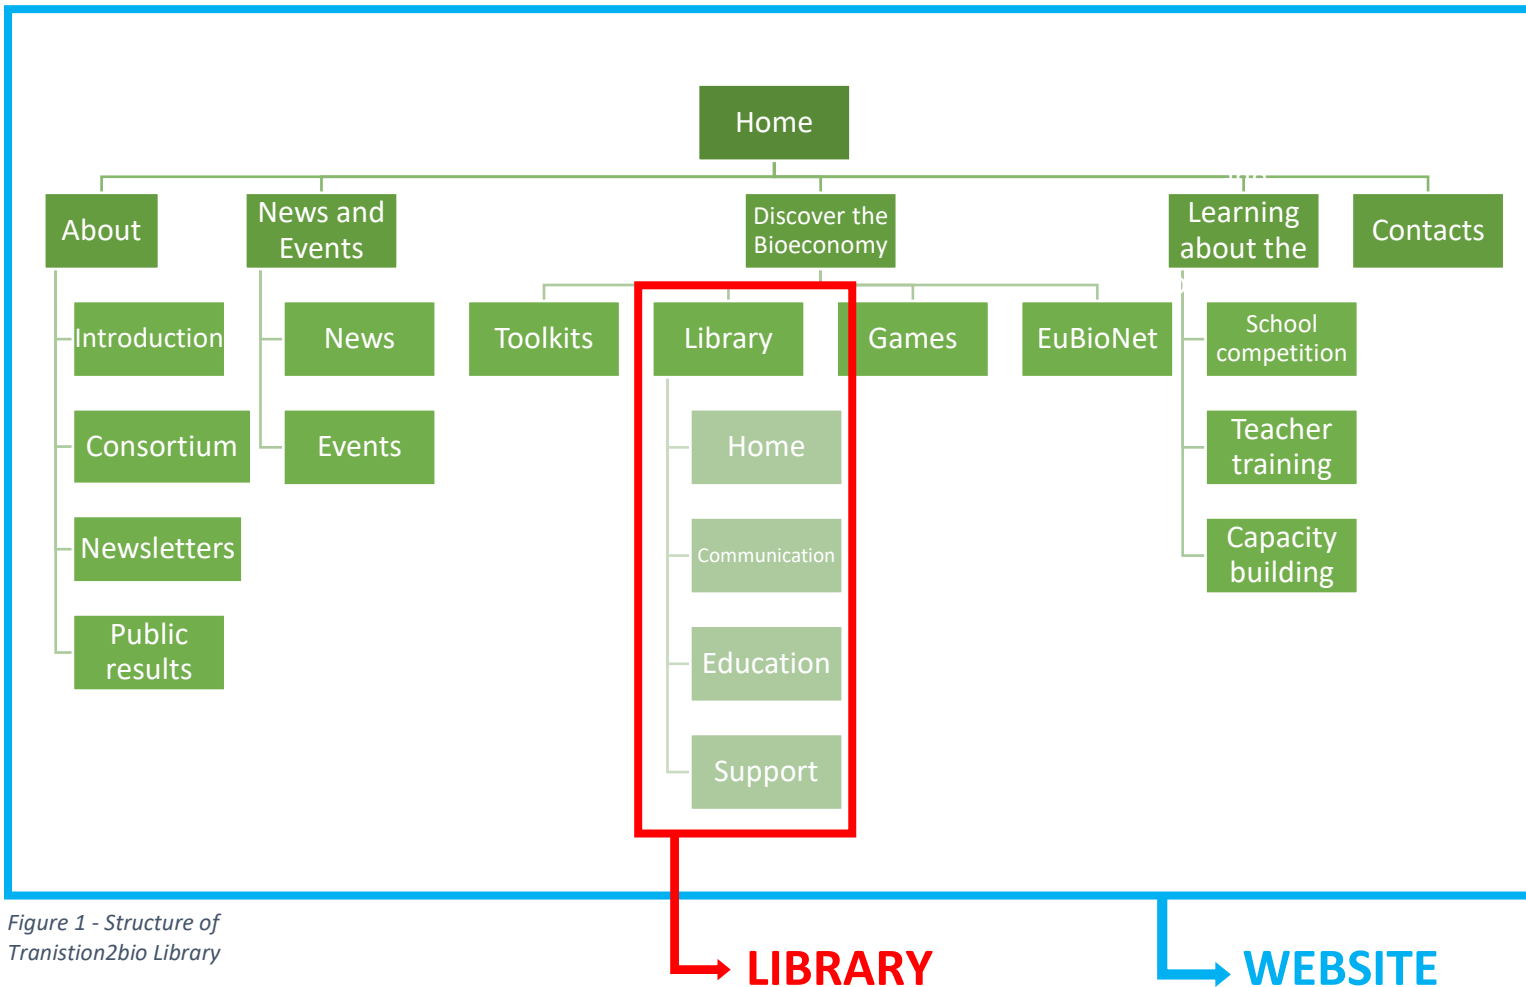 Home
About
News and
Events
Discover the
Bioeconomy
Learning
about the
Contacts
Introduction
News
Toolkits
Library
Games
EuBioNet
School
competition
Consortium
Events
Home
Teacher
training
Newsletters
Communication
Capacity
building
Public
results
Education
Support
Figure 1 - Structure of
Tranistion2bio Library
LIBRARY
WEBSITE